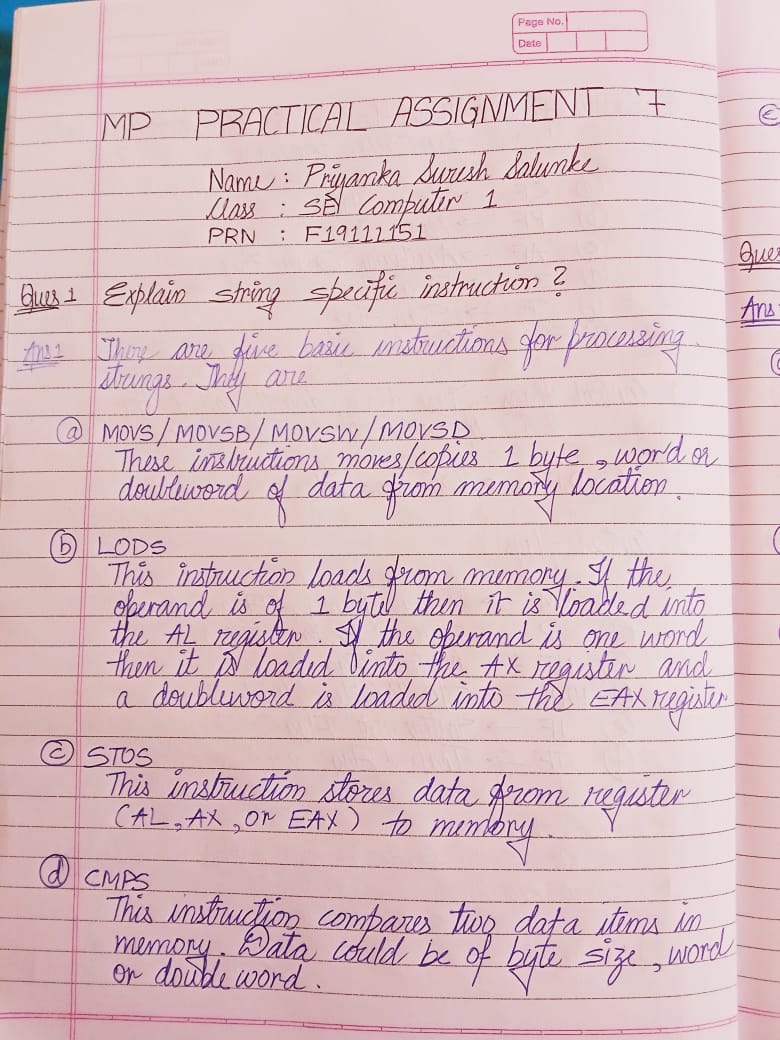 Page No.
Date
MP PRACTICAL ASSIGNMENT 7
Name : Priyanka Suresh Salunke
Class : SE Computer 1
PRN : F19111151
Ques 1 Explain string specific instruction ?
Ans 1 There are five basic instructions for processing
strings. They are
(a) MOVS/MOVSB/MOVSW/MOVSD
These instructions moves/copies 1 byte, word or
doubleword of data from memory location.
(b) LODS
This instruction loads from memory. If the
operand is of 1 byte then it is loaded into
the AL register. If the operand is one word
then it is loaded into the AX register and
a doubleword is loaded into the EAX register
(c) STOS
This instruction stores data from register
(AL, AX, or EAX) to memory.
(d) CMPS
This instruction compares two data items in
memory. Data could be of byte size, word
or doubleword.
Ques
Ans